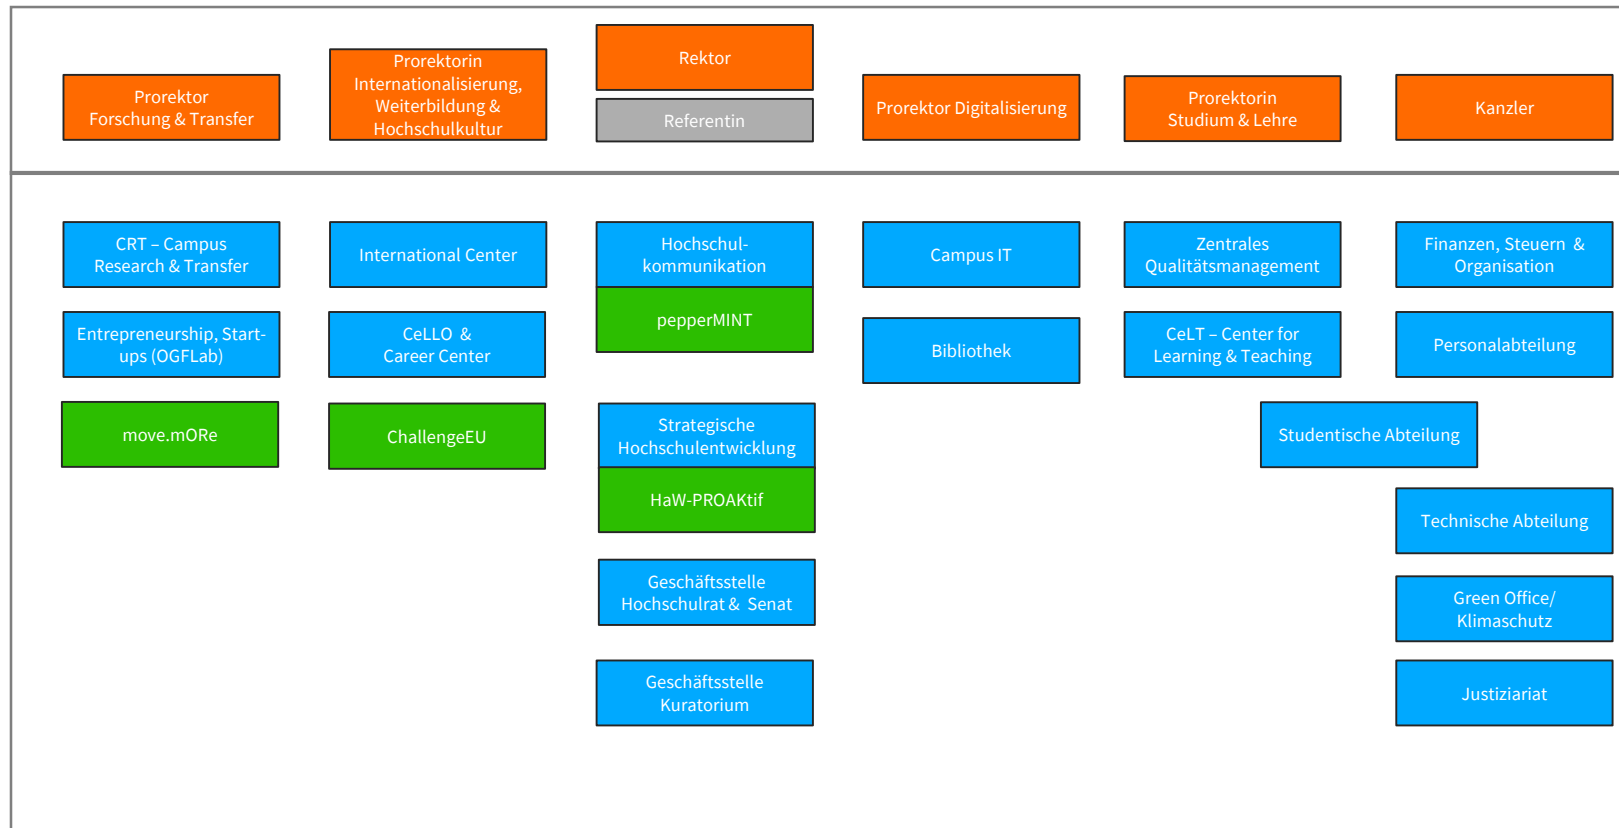 Prorektor
Forschung & Transfer
Prorektorin
Internationalisierung,
Weiterbildung &
Hochschulkultur
Rektor
Referentin
Prorektor Digitalisierung
Prorektorin
Studium & Lehre
Kanzler
CRT – Campus
Research & Transfer
International Center
Hochschul-
kommunikation
pepperMINT
Campus IT
Zentrales
Qualitätsmanagement
Finanzen, Steuern &
Organisation
Entrepreneurship, Start-
ups (OGFLab)
CeLLO &
Career Center
Bibliothek
CeLT – Center for
Learning & Teaching
Personalabteilung
move.mORe
ChallengeEU
Strategische
Hochschulentwicklung
HaW-PROAKtif
Studentische Abteilung
Technische Abteilung
Geschäftsstelle
Hochschulrat & Senat
Green Office/
Klimaschutz
Geschäftsstelle
Kuratorium
Justiziariat